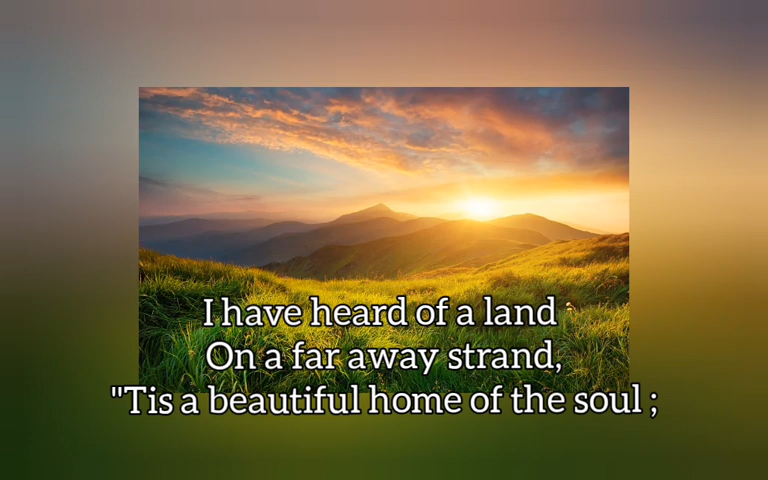 I have heard of a land
On a far away strand,
"Tis a beautiful home of the soul ;